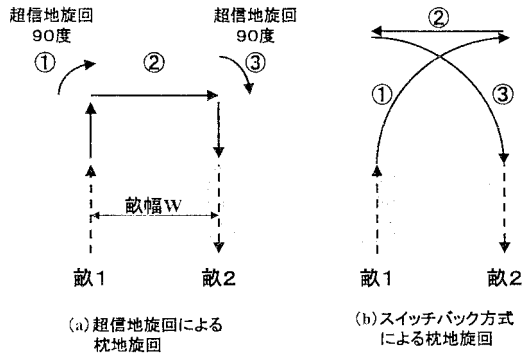 超信地旋回
90度
①
②
超信地旋回
90度
③
畝幅W
畝1
畝2
(a)超信地旋回による
枕地旋回
②
①
③
畝1
畝2
(b)スイッチバック方式
による枕地旋回